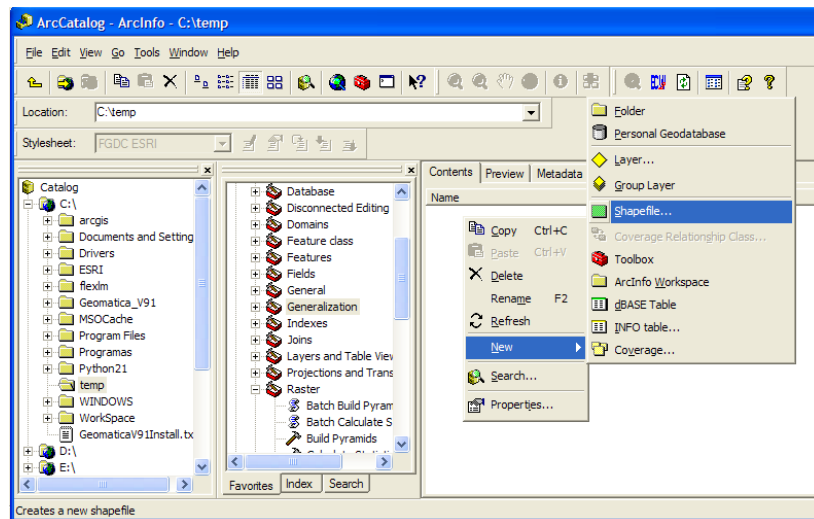 ArcCatalog - ArcInfo - C:\temp
File Edit View Go Tools Window Help
Location: C:\temp
Stylesheet: FGDC ESRI
Catalog
C:\
arcgis
Documents and Setting
Drivers
ESRI
flexlm
Geomatica_V91
MSOCache
Program Files
Programas
Python21
temp
WINDOWS
WorkSpace
GeomaticaV91Install.tx
D:\
E:\
Database
Disconnected Editing
Domains
Feature class
Features
Fields
General
Generalization
Indexes
Joins
Layers and Table View
Projections and Trans
Raster
Batch Build Pyram
Batch Calculate S
Build Pyramids
Favorites Index Search
Contents Preview Metadata
Name
Copy Ctrl+C
Paste Ctrl+V
Delete
Rename F2
Refresh
New
Search...
Properties...
Folder
Personal Geodatabase
Layer...
Group Layer
Shapefile...
Coverage Relationship Class...
Toolbox
ArcInfo Workspace
dBASE Table
INFO table...
Coverage...
Creates a new shapefile